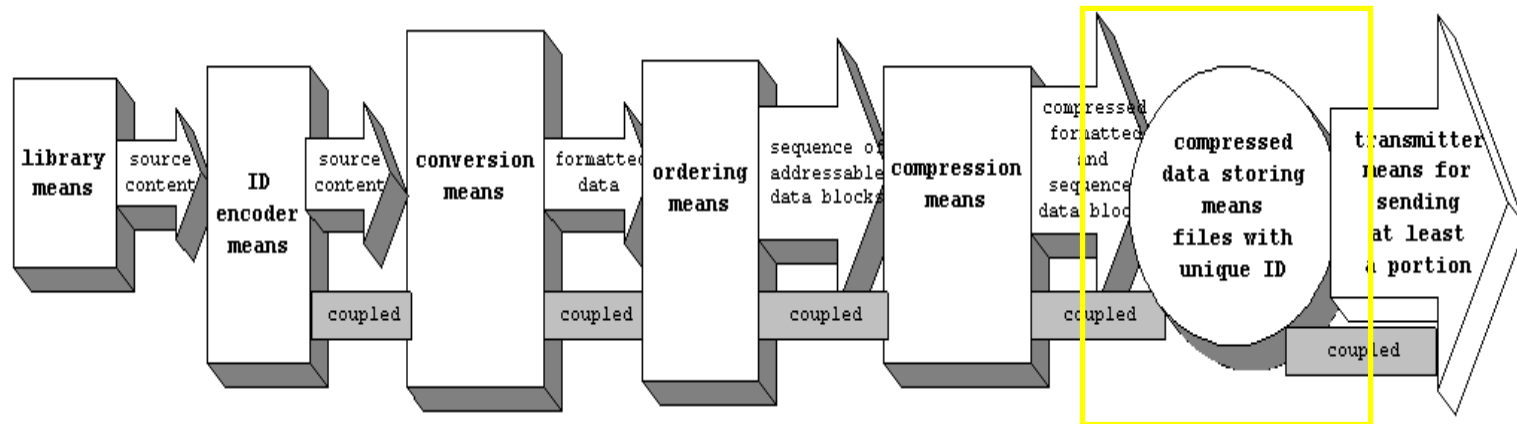 library
means
source
content
ID
encoder
means
source
content
coupled
conversion
means
formatted
data
coupled
ordering
means
sequence of
addressable
data blocks
coupled
compression
means
compressed
formatted
and
sequence
data block
coupled
compressed
data storing
means
files with
unique ID
transmitter
means for
sending
at least
a portion
coupled